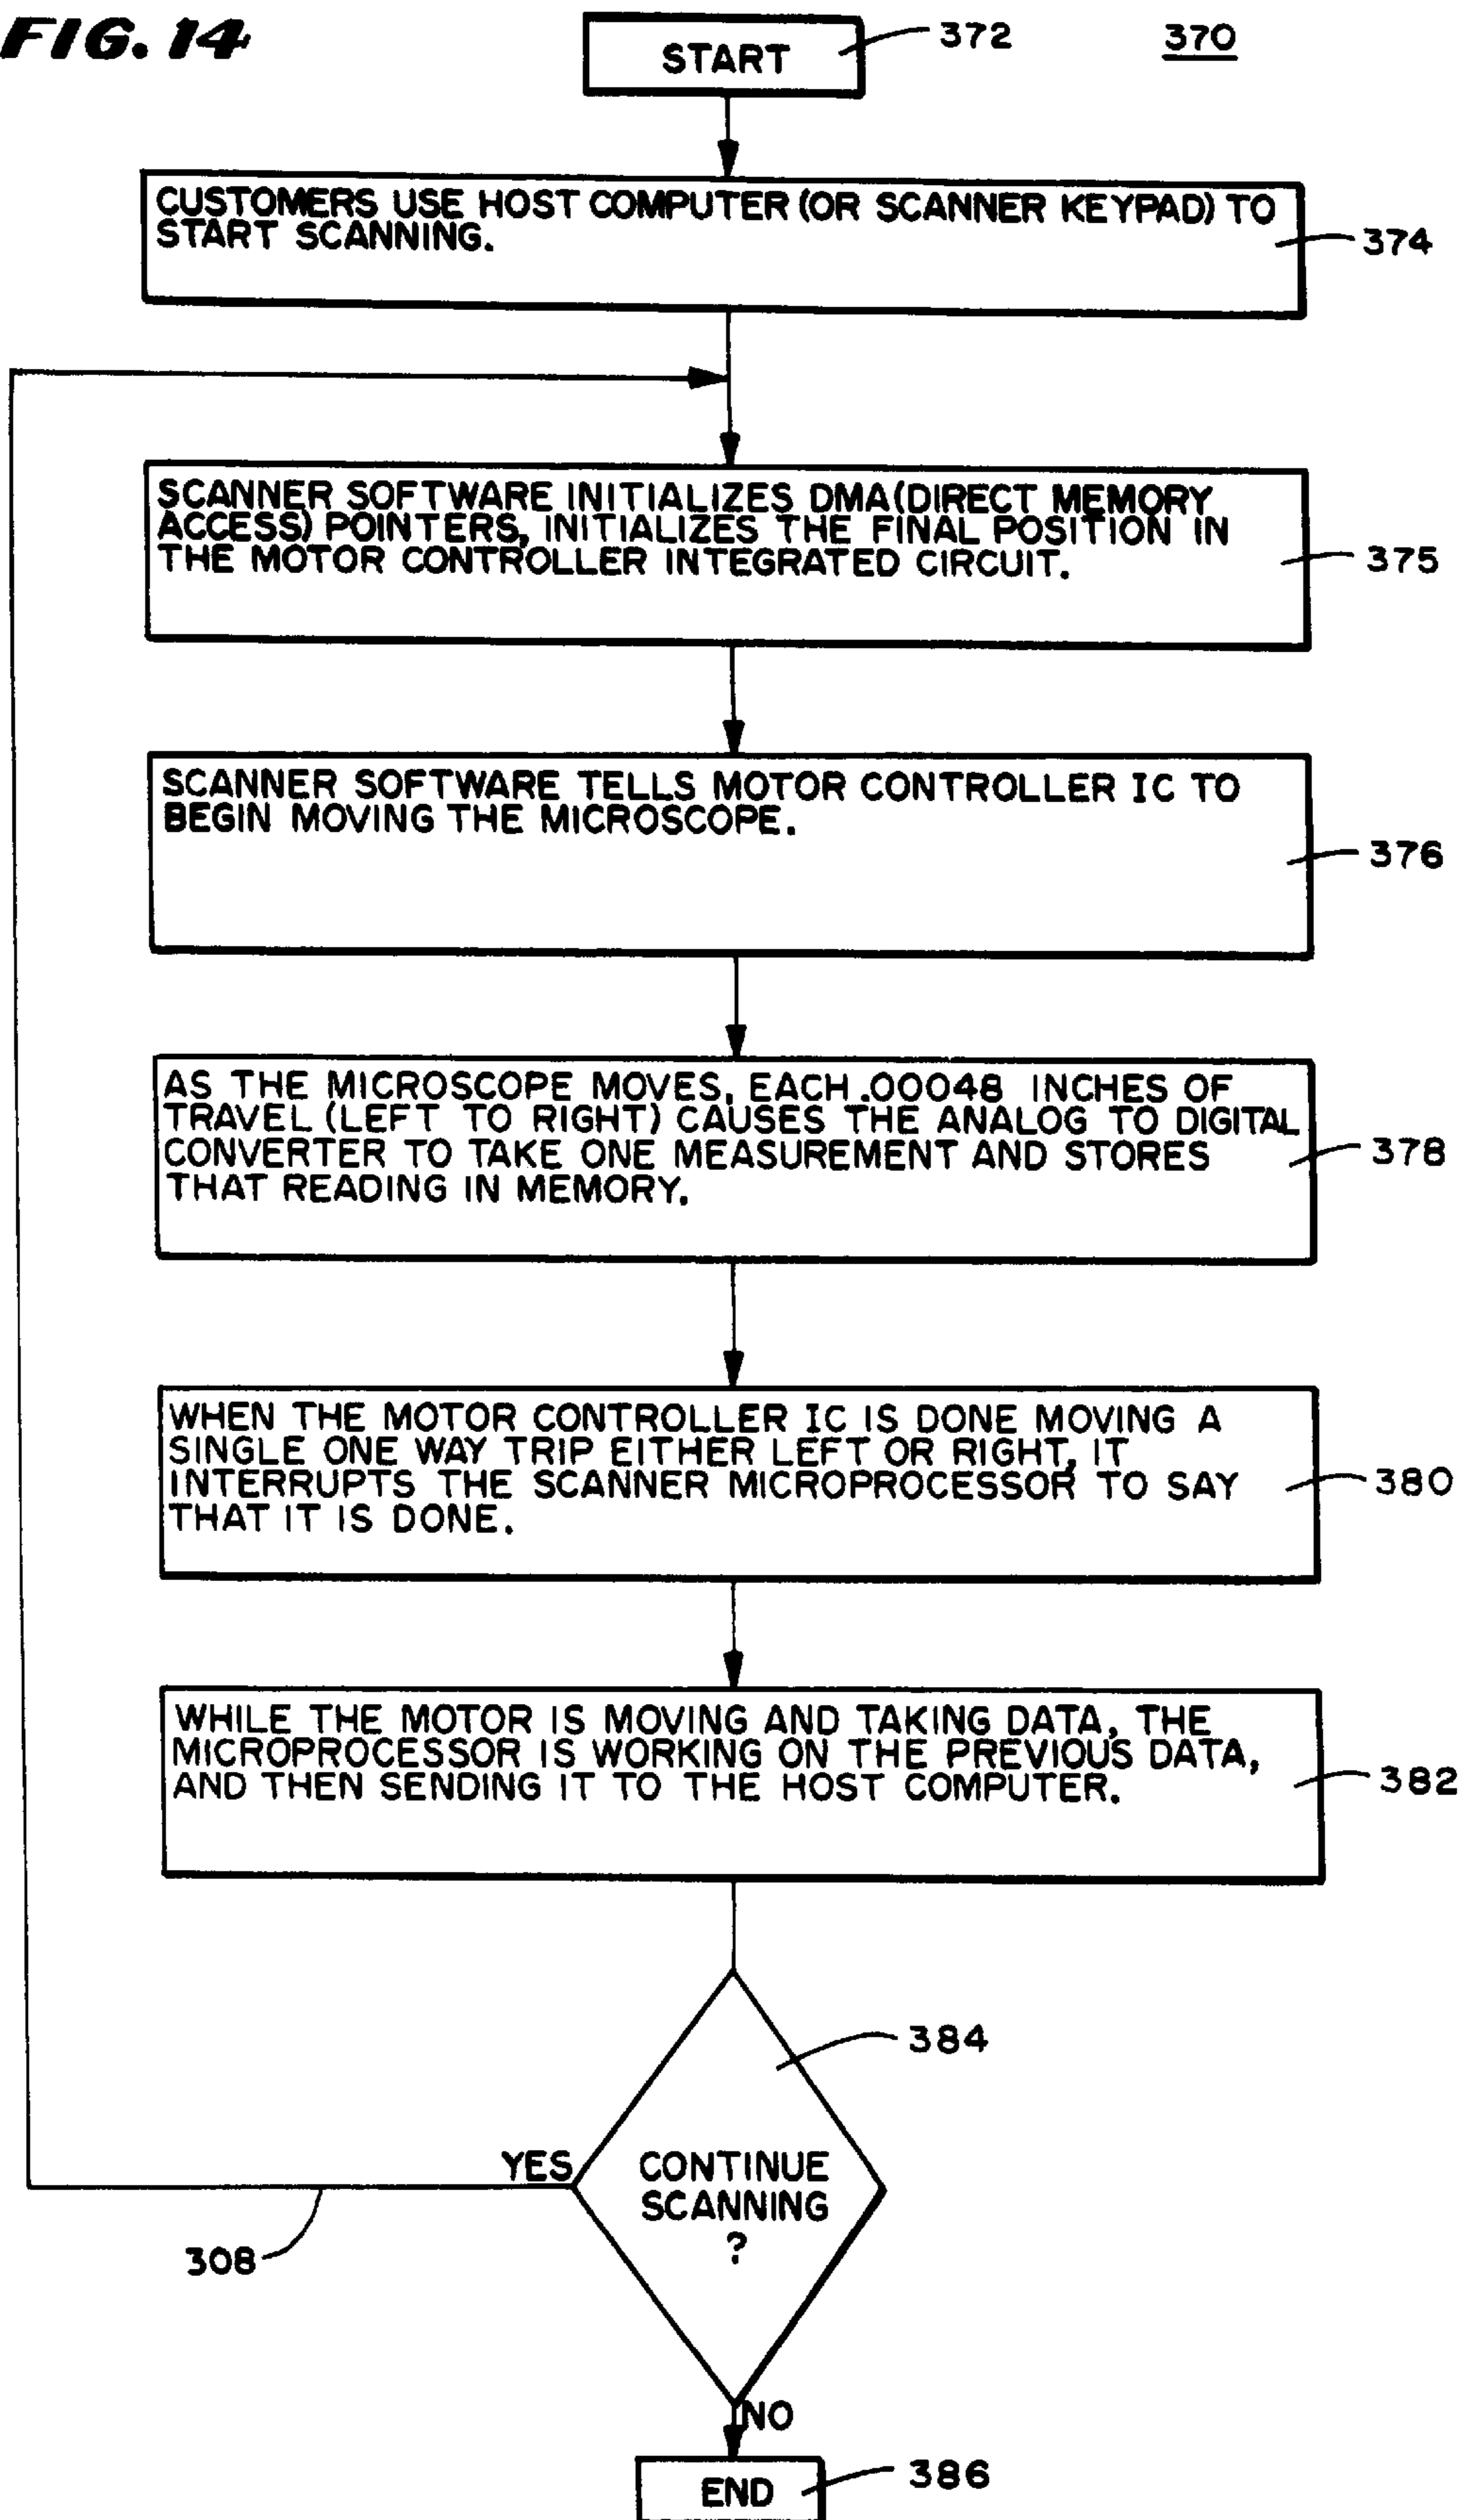 FIG. 14
START
372
370
CUSTOMERS USE HOST COMPUTER (OR SCANNER KEYPAD) TO
START SCANNING.
374
SCANNER SOFTWARE INITIALIZES DMA(DIRECT MEMORY
ACCESS) POINTERS, INITIALIZES THE FINAL POSITION IN
THE MOTOR CONTROLLER INTEGRATED CIRCUIT.
375
SCANNER SOFTWARE TELLS MOTOR CONTROLLER IC TO
BEGIN MOVING THE MICROSCOPE.
376
AS THE MICROSCOPE MOVES, EACH .00048 INCHES OF
TRAVEL (LEFT TO RIGHT) CAUSES THE ANALOG TO DIGITAL
CONVERTER TO TAKE ONE MEASUREMENT AND STORES
THAT READING IN MEMORY.
378
WHEN THE MOTOR CONTROLLER IC IS DONE MOVING A
SINGLE ONE WAY TRIP EITHER LEFT OR RIGHT, IT
INTERRUPTS THE SCANNER MICROPROCESSOR TO SAY
THAT IT IS DONE.
380
WHILE THE MOTOR IS MOVING AND TAKING DATA, THE
MICROPROCESSOR IS WORKING ON THE PREVIOUS DATA,
AND THEN SENDING IT TO THE HOST COMPUTER.
382
384
YES
CONTINUE
SCANNING
?
308
NO
END
386